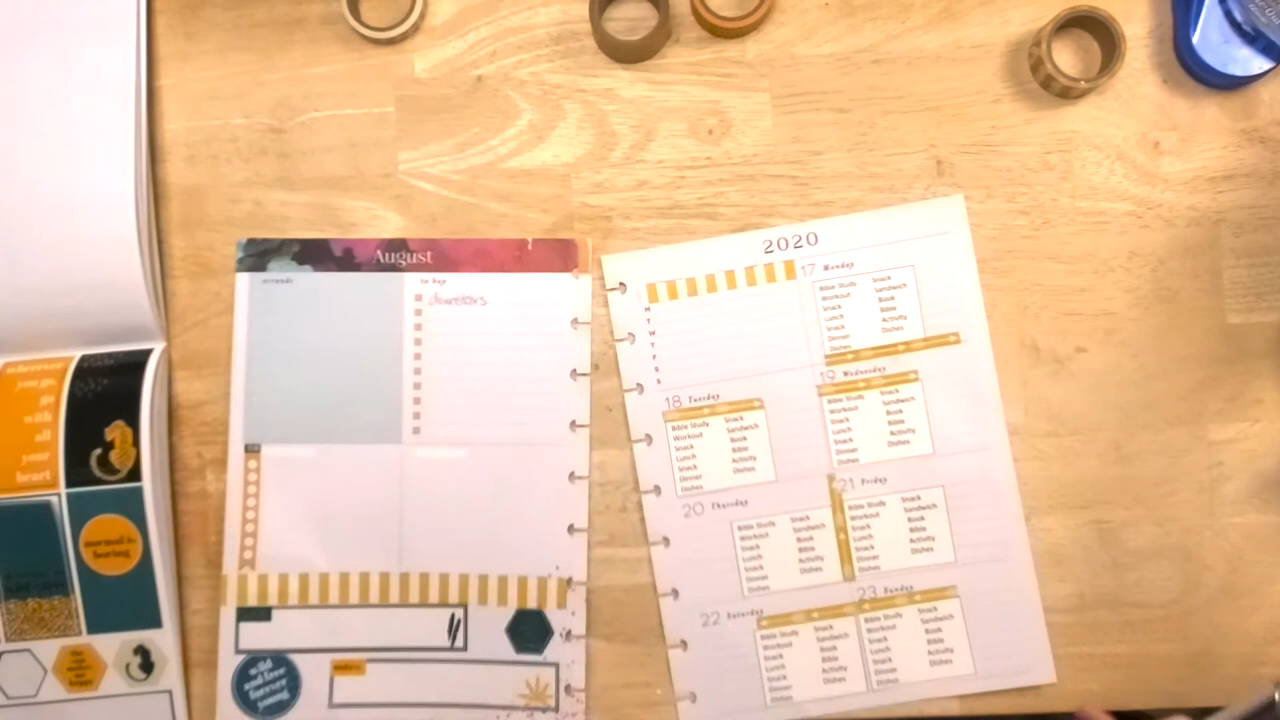 August
errands
to buy
wherever
you go,
go
with
all
your
heart
normal is
boring
wild
and free
forever
young
2020
M
T
W
T
F
S
S
17 Monday
Bible Study Snack
Workout Sandwich
Snack Book
Lunch Bible
Snack Activity
Dinner Dishes
Dishes
18 Tuesday
Bible Study Snack
Workout Sandwich
Snack Book
Lunch Bible
Snack Activity
Dinner Dishes
Dishes
19 Wednesday
Bible Study Snack
Workout Sandwich
Snack Book
Lunch Bible
Snack Activity
Dinner Dishes
Dishes
20 Thursday
Bible Study Snack
Workout Sandwich
Snack Book
Lunch Bible
Snack Activity
Dinner Dishes
Dishes
21 Friday
Bible Study Snack
Workout Sandwich
Snack Book
Lunch Bible
Snack Activity
Dinner Dishes
Dishes
22 Saturday
Bible Study Snack
Workout Sandwich
Snack Book
Lunch Bible
Snack Activity
Dinner Dishes
Dishes
23 Sunday
Bible Study Snack
Workout Sandwich
Snack Book
Lunch Bible
Snack Activity
Dinner Dishes
Dishes